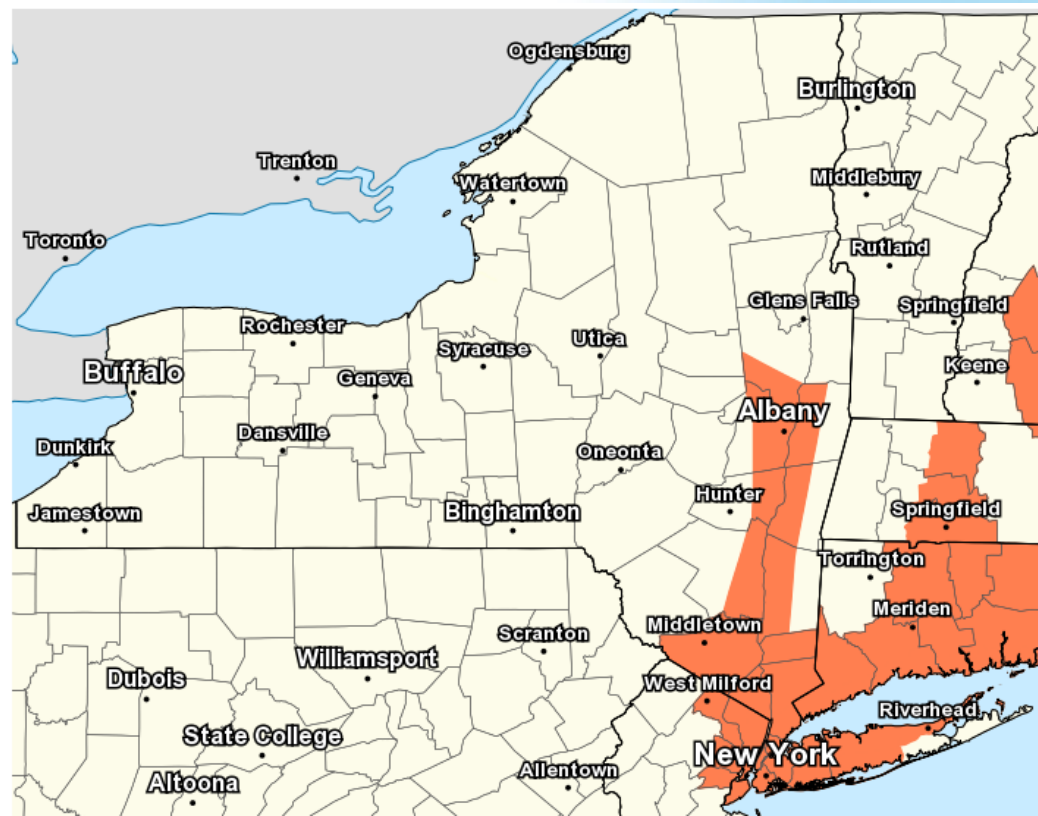 Ogdensburg
Burlington
Trenton
Watertown
Middlebury
Toronto
Rutland
Glens Falls
Springfield
Rochester
Syracuse
Utica
Buffalo
Geneva
Keene
Albany
Dunkirk
Dansville
Oneonta
Hunter
Jamestown
Binghamton
Springfield
Torrington
Meriden
Middletown
Scranton
Williamsport
Dubois
West Milford
Riverhead
State College
New York
Altoona
Allentown